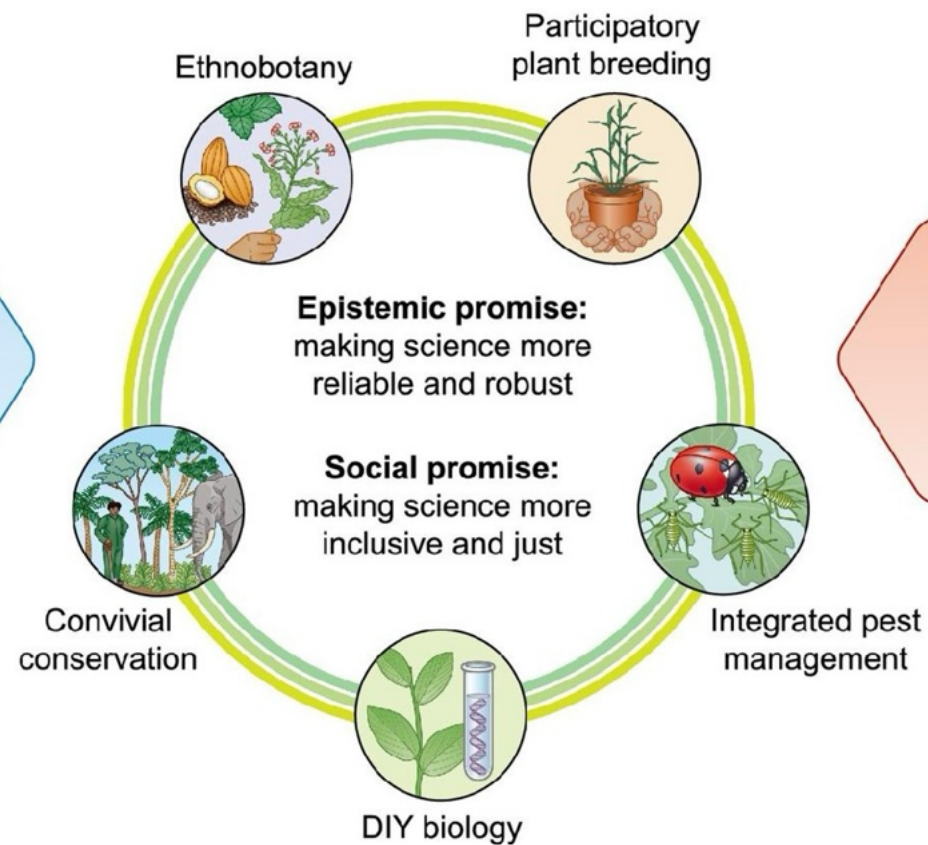 Participatory
plant breeding
Ethnobotany
Epistemic promise:
making science more
reliable and robust
Social promise:
making science more
inclusive and just
Convivial
conservation
Integrated pest
management
DIY biology